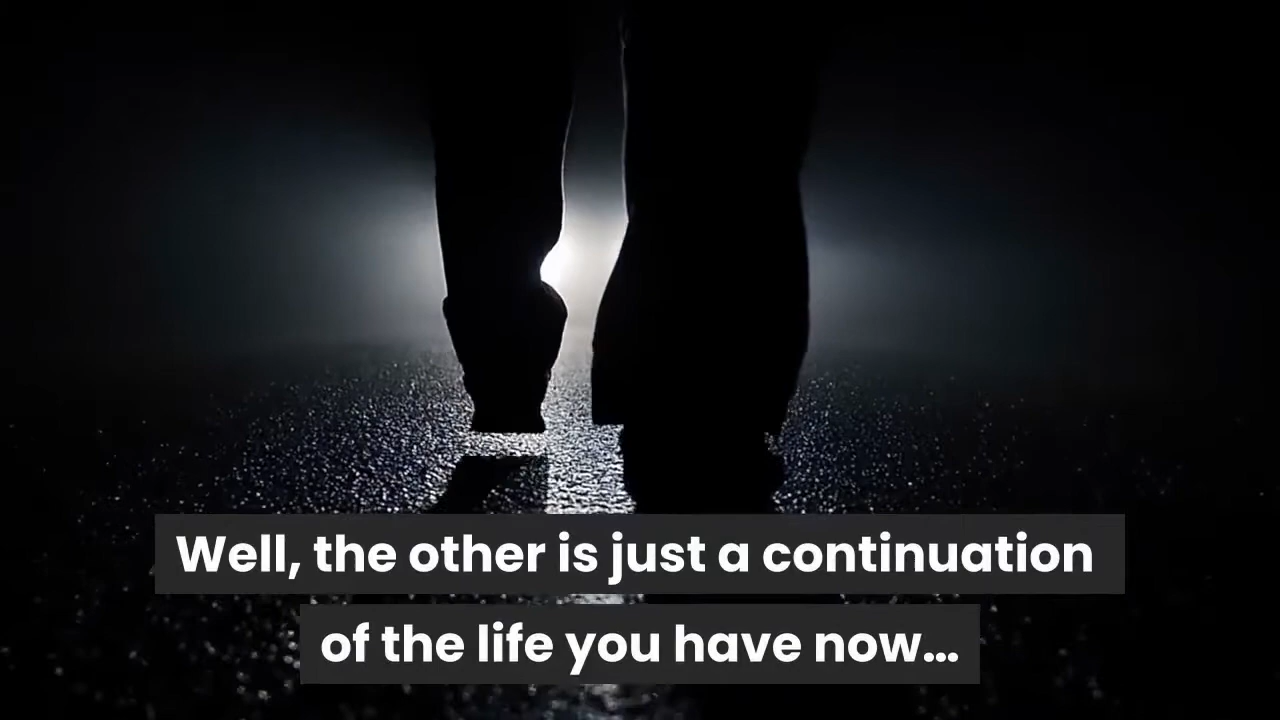 Well, the other is just a continuation
of the life you have now...